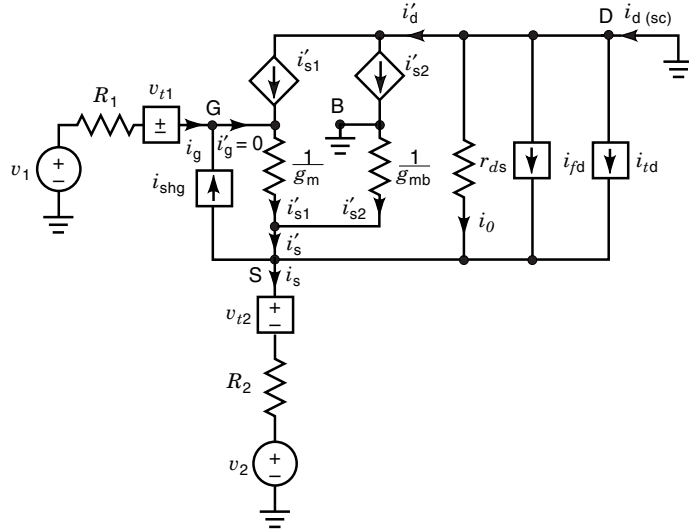 i′d
D
id (sc)
i′s1
i′s2
vt1
R1
G
B
±
i′g = 0
ig
1/gm
1/gmb
v1
+
−
ishg
rds
ifd
itd
i′s1
i′s2
i0
i′s
S
is
vt2
+
−
R2
v2
+
−